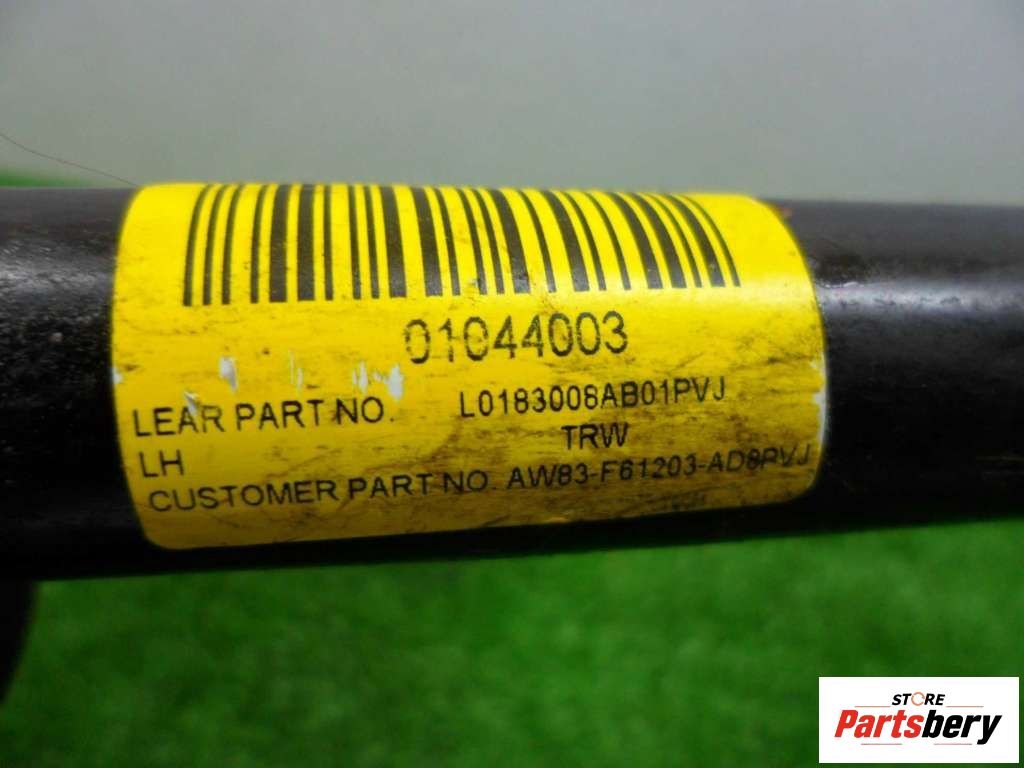 01044003
LEAR PART NO. L0183008AB01PVJ
LH TRW
CUSTOMER PART NO. AW83-F61203-AD8PVJ
STORE
Partsbery